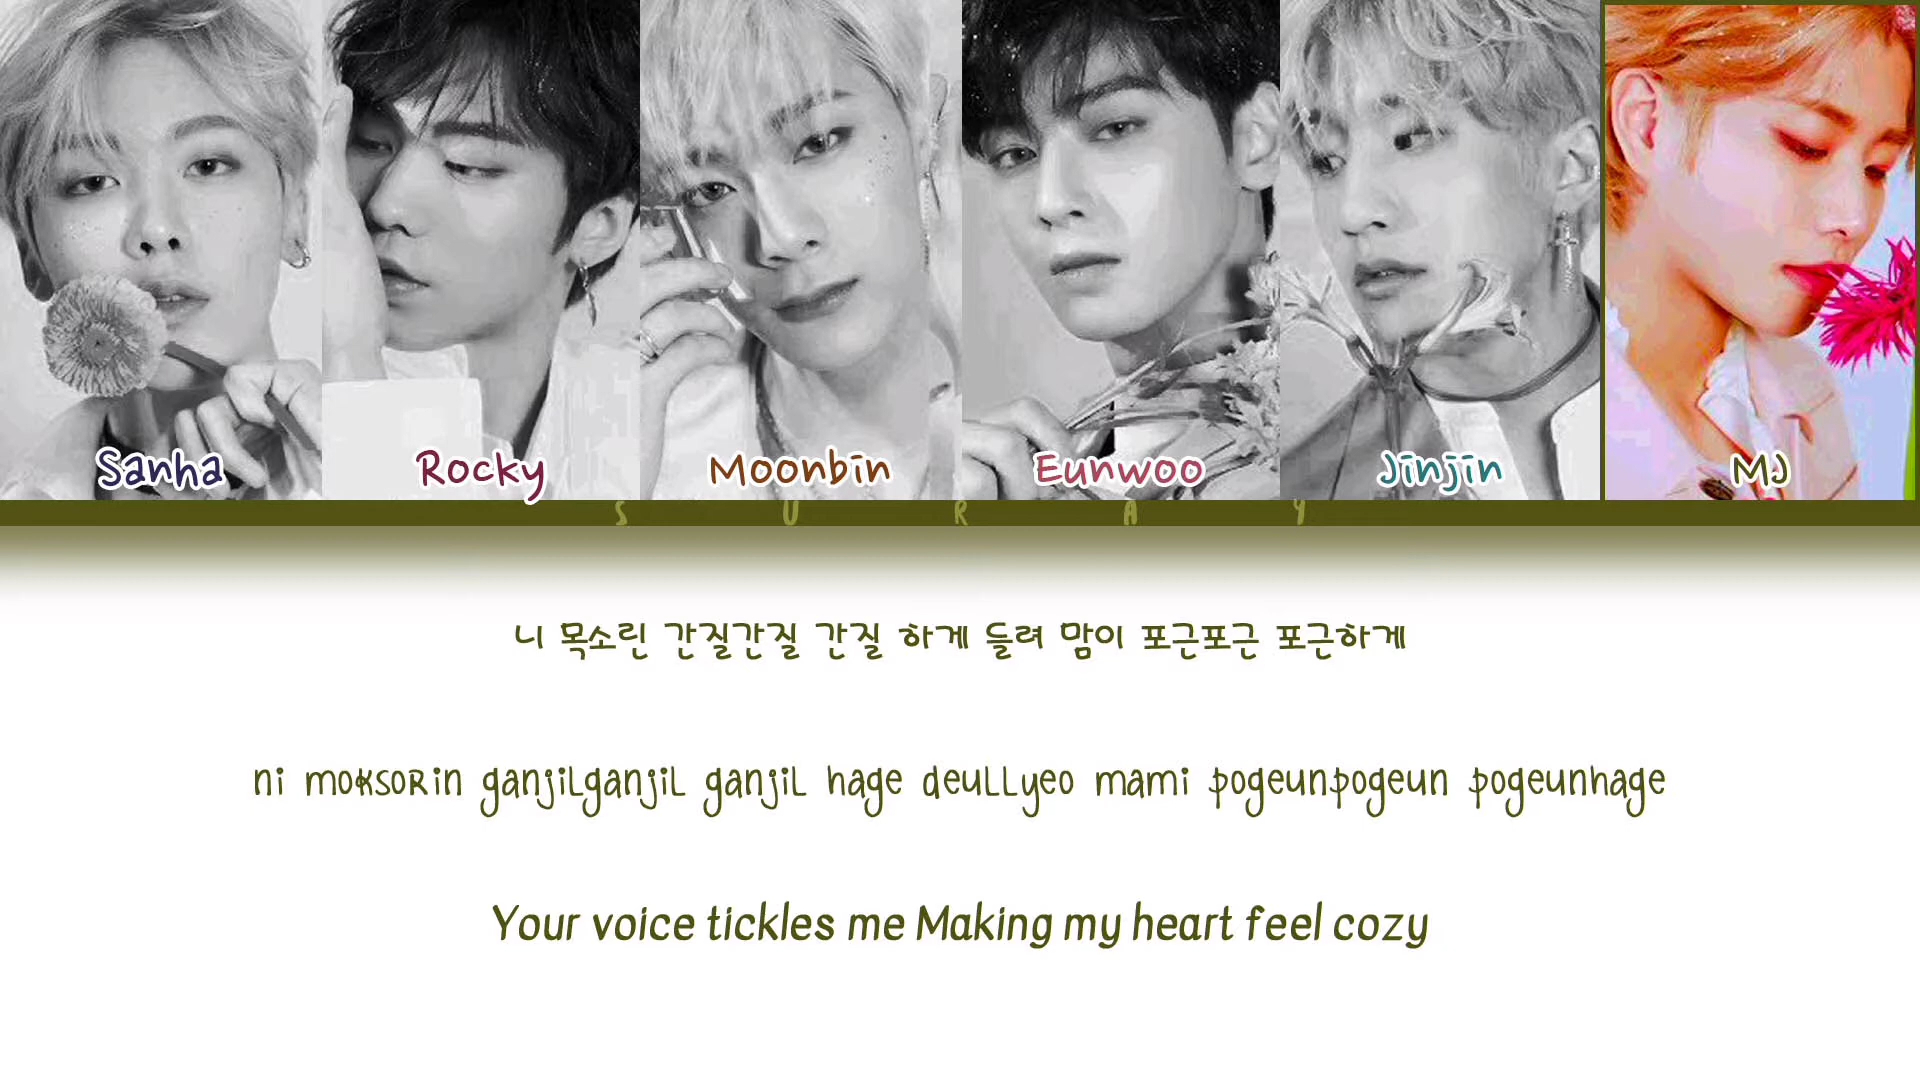 Sanha Rocky Moonbin Eunwoo Jinjin MJ
S U R A Y
니 목소린 간질간질 간질 하게 들려 맘이 포근포근 포근하게
ni moksorin ganjilganjil ganjil hage deullyeo mami pogeunpogeun pogeunhage
Your voice tickles me Making my heart feel cozy